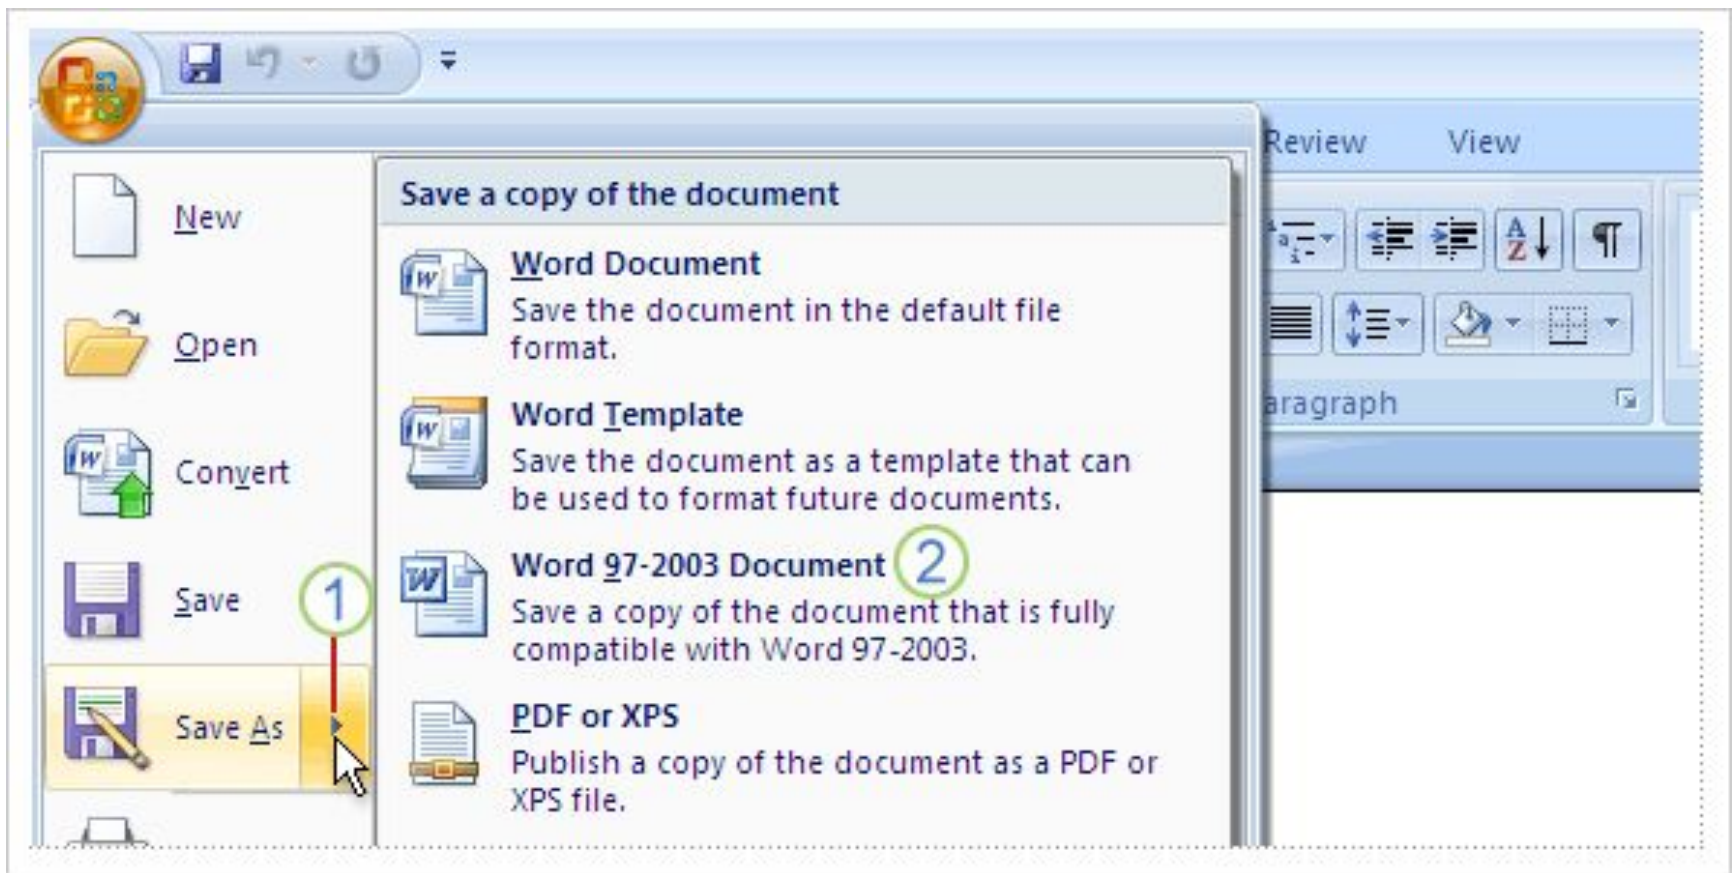 Review View
New
Open
Convert
Save
1
Save As
Save a copy of the document
Word Document
Save the document in the default file
format.
Word Template
Save the document as a template that can
be used to format future documents.
Word 97-2003 Document 2
Save a copy of the document that is fully
compatible with Word 97-2003.
PDF or XPS
Publish a copy of the document as a PDF or
XPS file.
aragraph